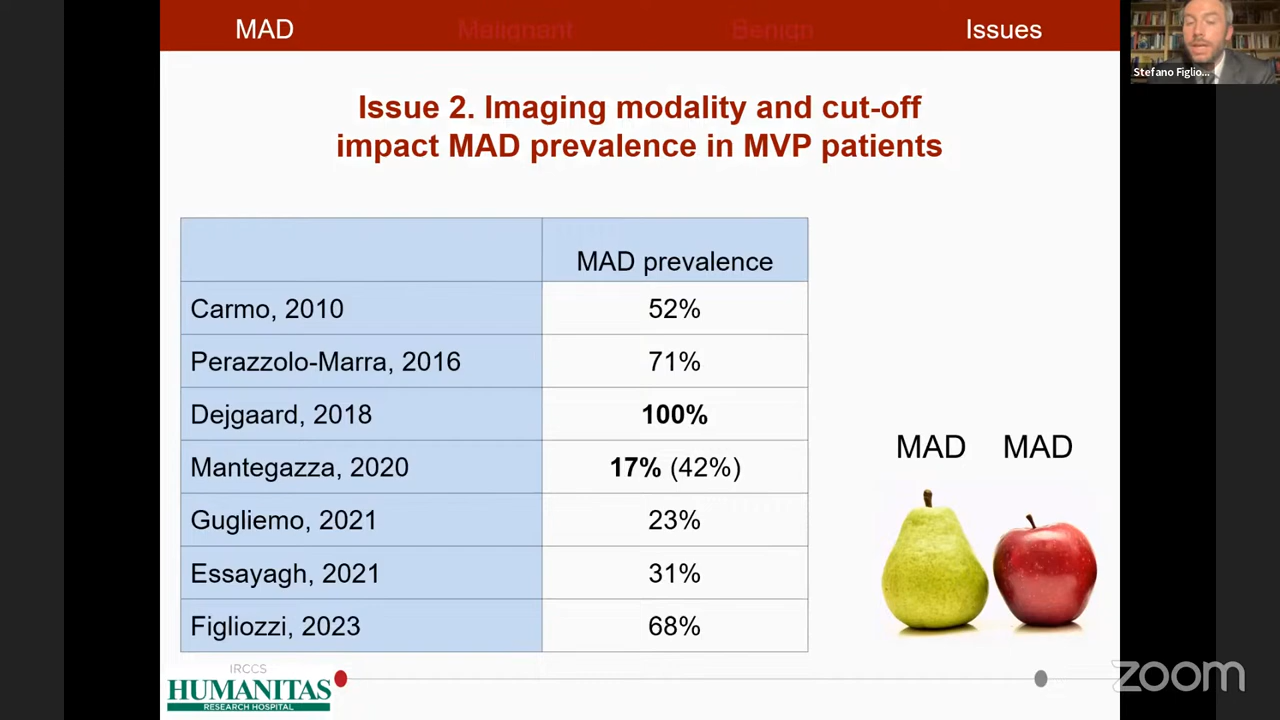 MAD Malignant Benign Issues
Stefano Figlio...
Issue 2. Imaging modality and cut-off
impact MAD prevalence in MVP patients
MAD prevalence
Carmo, 2010 52%
Perazzolo-Marra, 2016 71%
Dejgaard, 2018 100%
Mantegazza, 2020 17% (42%)
Gugliemo, 2021 23%
Essayagh, 2021 31%
Figliozzi, 2023 68%
MAD MAD
IRCCS
HUMANITAS
RESEARCH HOSPITAL
zoom